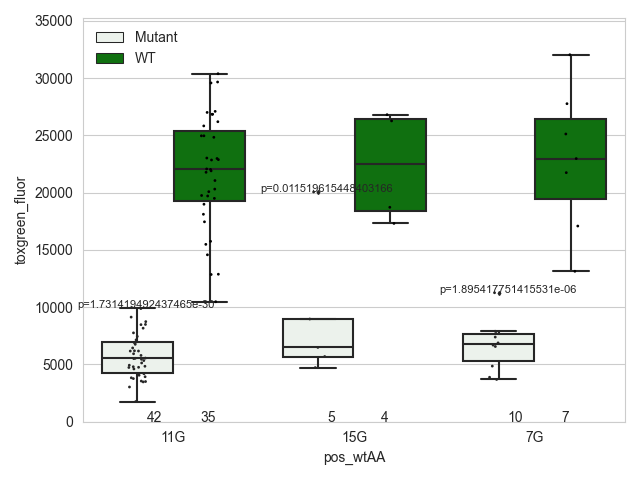 35000
30000
25000
20000
15000
10000
5000
0
toxgreen_fluor
Mutant
WT
p=1.731419492437465e-30
p=0.011519615448403166
p=1.895417751415531e-06
42 35 5 4 10 7
11G 15G 7G
pos_wtAA